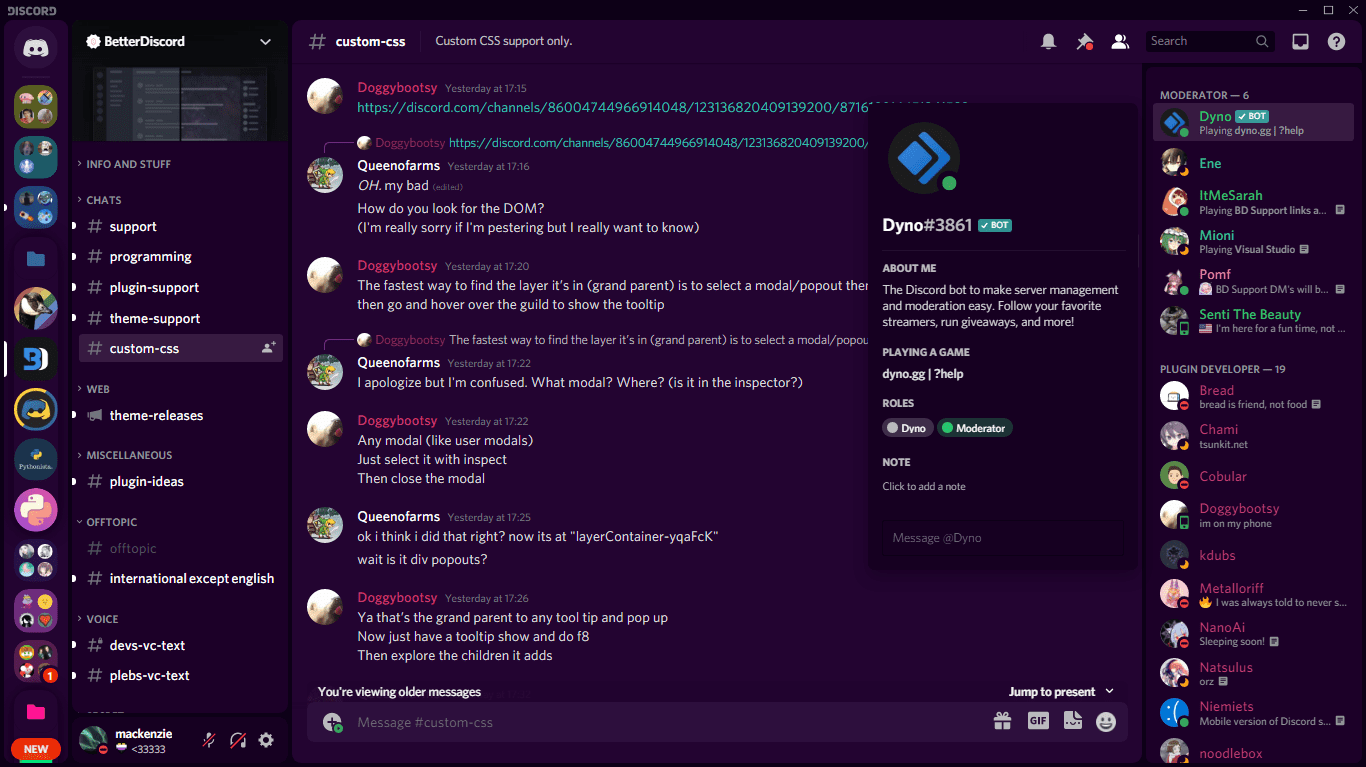 DISCORD
BetterDiscord
INFO AND STUFF
CHATS
support
programming
plugin-support
theme-support
custom-css
WEB
theme-releases
MISCELLANEOUS
plugin-ideas
OFFTOPIC
offtopic
international except english
VOICE
devs-vc-text
plebs-vc-text
Pythonista.
1
NEW
mackenzie
<33333
custom-css
Custom CSS support only.
Search
Doggybootsy Yesterday at 17:15
https://discord.com/channels/86004744966914048/123136820409139200/8716
Doggybootsy https://discord.com/channels/86004744966914048/123136820409139200/
Queenofarms Yesterday at 17:16
OH. my bad (edited)
How do you look for the DOM?
(I'm really sorry if I'm pestering but I really want to know)
Doggybootsy Yesterday at 17:20
The fastest way to find the layer it's in (grand parent) is to select a modal/popout then
then go and hover over the guild to show the tooltip
Doggybootsy The fastest way to find the layer it's in (grand parent) is to select a modal/popou
Queenofarms Yesterday at 17:22
I apologize but I'm confused. What modal? Where? (is it in the inspector?)
Doggybootsy Yesterday at 17:22
Any modal (like user modals)
Just select it with inspect
Then close the modal
Queenofarms Yesterday at 17:25
ok i think i did that right? now its at "layerContainer-yqaFcK"
wait is it div popouts?
Doggybootsy Yesterday at 17:26
Ya that's the grand parent to any tool tip and pop up
Now just have a tooltip show and do f8
Then explore the children it adds
You're viewing older messages
Jump to present
Message #custom-css
GIF
Dyno#3861 BOT
ABOUT ME
The Discord bot to make server management
and moderation easy. Follow your favorite
streamers, run giveaways, and more!
PLAYING A GAME
dyno.gg | ?help
ROLES
Dyno Moderator
NOTE
Click to add a note
Message @Dyno
MODERATOR — 6
Dyno BOT
Playing dyno.gg | ?help
Ene
ItMeSarah
Playing BD Support links a...
Mioni
Playing Visual Studio
Pomf
BD Support DM's will b...
Senti The Beauty
I'm here for a fun time, not ...
PLUGIN DEVELOPER — 19
Bread
bread is friend, not food
Chami
tsunkit.net
Cobular
Doggybootsy
im on my phone
kdubs
Metalloriff
I was always told to never s...
NanoAi
Sleeping soon!
Natsulus
orz
Niemiets
Mobile version of Discord s...
noodlebox